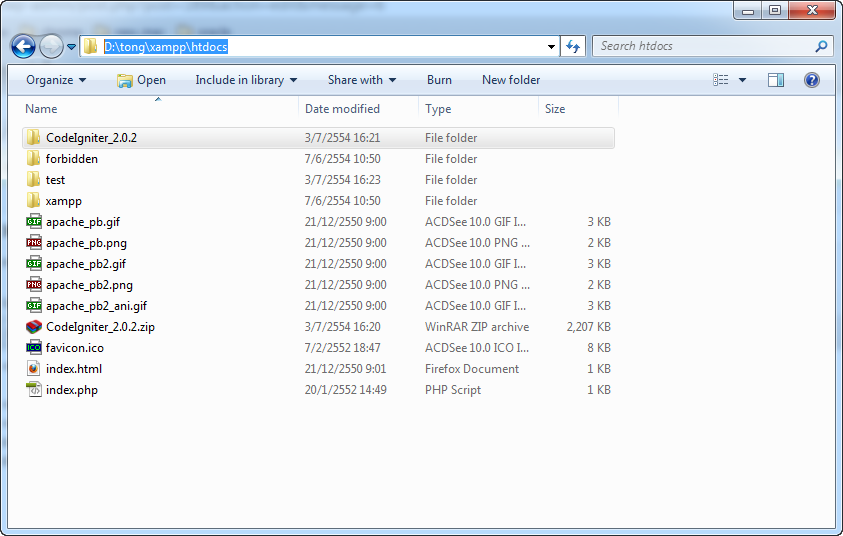 D:\tong\xampp\htdocs Search htdocs
Organize Open Include in library Share with Burn New folder
Name Date modified Type Size
CodeIgniter_2.0.2 3/7/2554 16:21 File folder
forbidden 7/6/2554 10:50 File folder
test 3/7/2554 16:23 File folder
xampp 7/6/2554 10:50 File folder
apache_pb.gif 21/12/2550 9:00 ACDSee 10.0 GIF I... 3 KB
apache_pb.png 21/12/2550 9:00 ACDSee 10.0 PNG ... 2 KB
apache_pb2.gif 21/12/2550 9:00 ACDSee 10.0 GIF I... 3 KB
apache_pb2.png 21/12/2550 9:00 ACDSee 10.0 PNG ... 2 KB
apache_pb2_ani.gif 21/12/2550 9:00 ACDSee 10.0 GIF I... 3 KB
CodeIgniter_2.0.2.zip 3/7/2554 16:20 WinRAR ZIP archive 2,207 KB
favicon.ico 7/2/2552 18:47 ACDSee 10.0 ICO I... 8 KB
index.html 21/12/2550 9:01 Firefox Document 1 KB
index.php 20/1/2552 14:49 PHP Script 1 KB